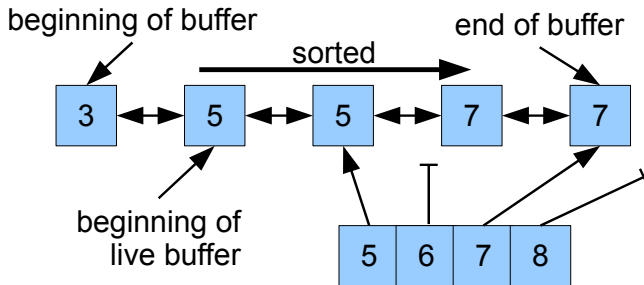 beginning of buffer
end of buffer
sorted
3 5 5 7 7
beginning of
live buffer
5 6 7 8